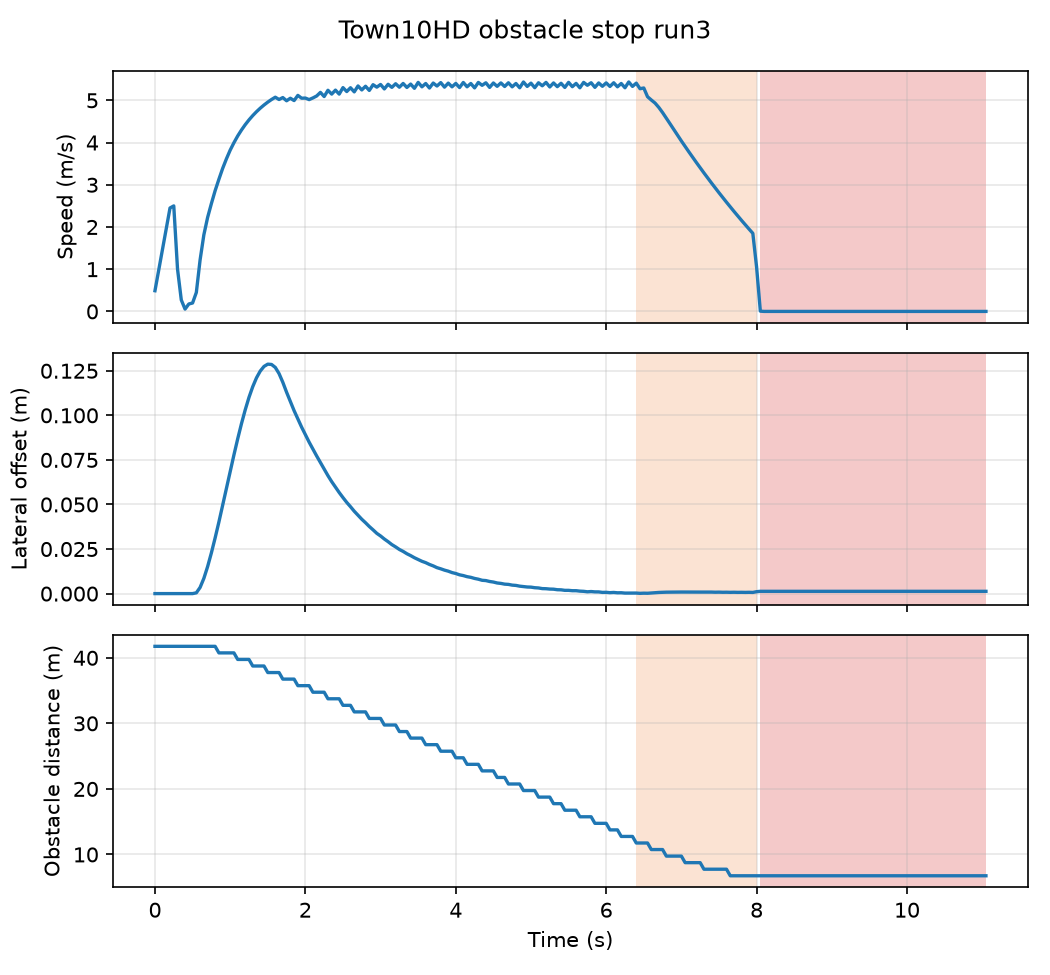 Town10HD obstacle stop run3
Speed (m/s)
5
4
3
2
1
0
Lateral offset (m)
0.125
0.100
0.075
0.050
0.025
0.000
Obstacle distance (m)
40
30
20
10
0 2 4 6 8 10
Time (s)